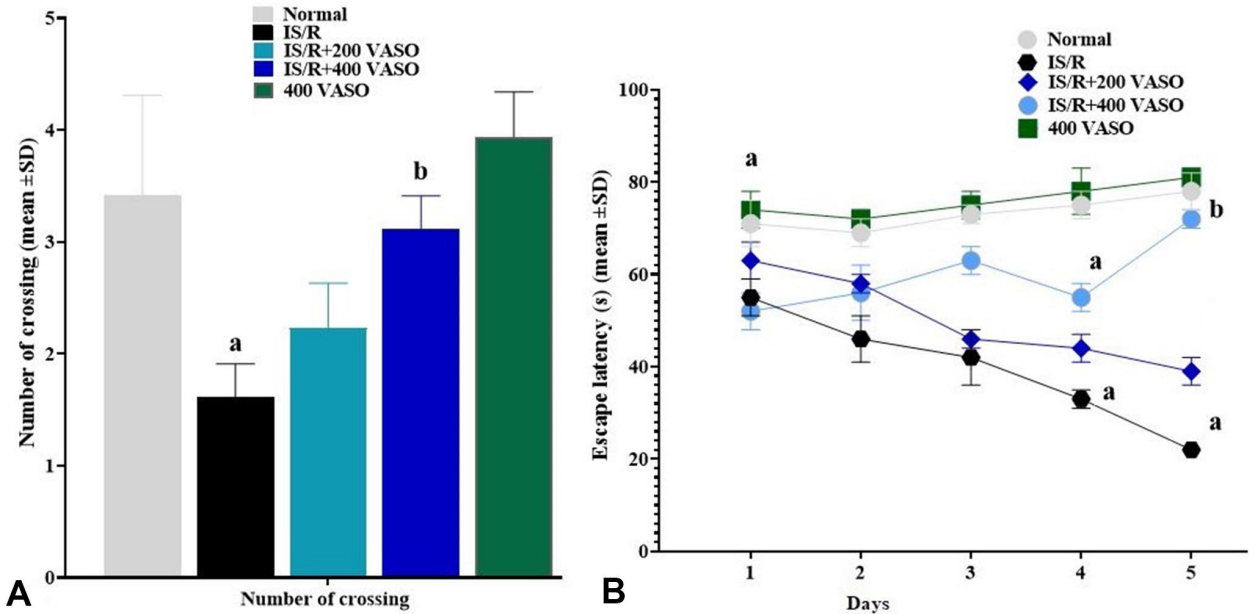 Normal
IS/R
IS/R+200 VASO
IS/R+400 VASO
400 VASO
Number of crossing (mean ±SD)
5
4
3
2
1
0
a
b
Number of crossing
A
Normal
IS/R
IS/R+200 VASO
IS/R+400 VASO
400 VASO
Escape latency (s) (mean ±SD)
100
80
60
40
20
0
a
a
b
a
a
1 2 3 4 5
Days
B